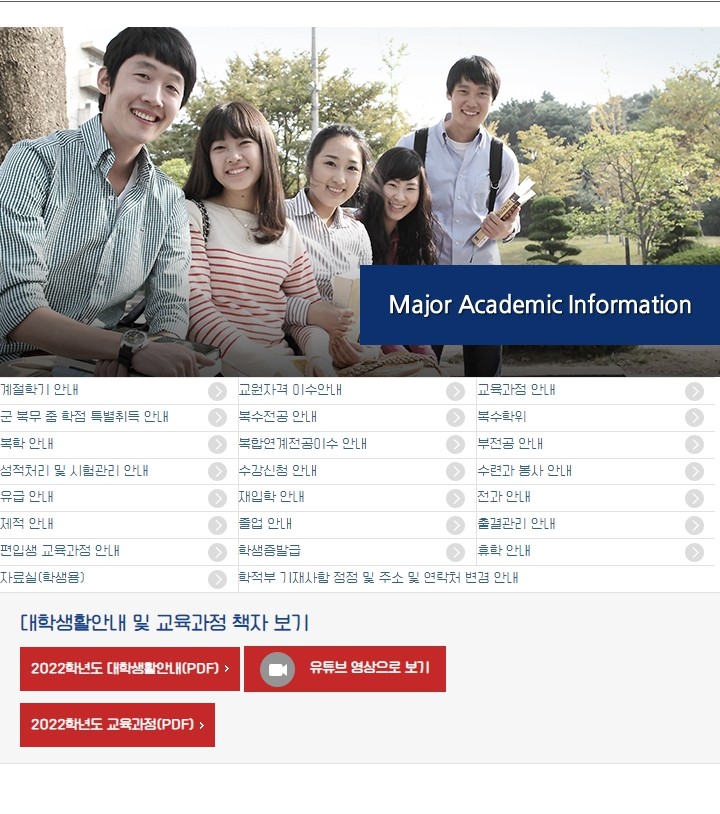 Major Academic Information
계절학기 안내
교원자격 이수안내
교육과정 안내
군 복무 중 학점 특별취득 안내
복수전공 안내
복수학위
복학 안내
복합연계전공이수 안내
부전공 안내
성적처리 및 시험관리 안내
수강신청 안내
수련과 봉사 안내
유급 안내
재입학 안내
전과 안내
제적 안내
졸업 안내
출결관리 안내
편입생 교육과정 안내
학생증발급
휴학 안내
자료실(학생용)
학적부 기재사항 정정 및 주소 및 연락처 변경 안내
대학생활안내 및 교육과정 책자 보기
2022학년도 대학생활안내(PDF) ›
유튜브 영상으로 보기
2022학년도 교육과정(PDF) ›